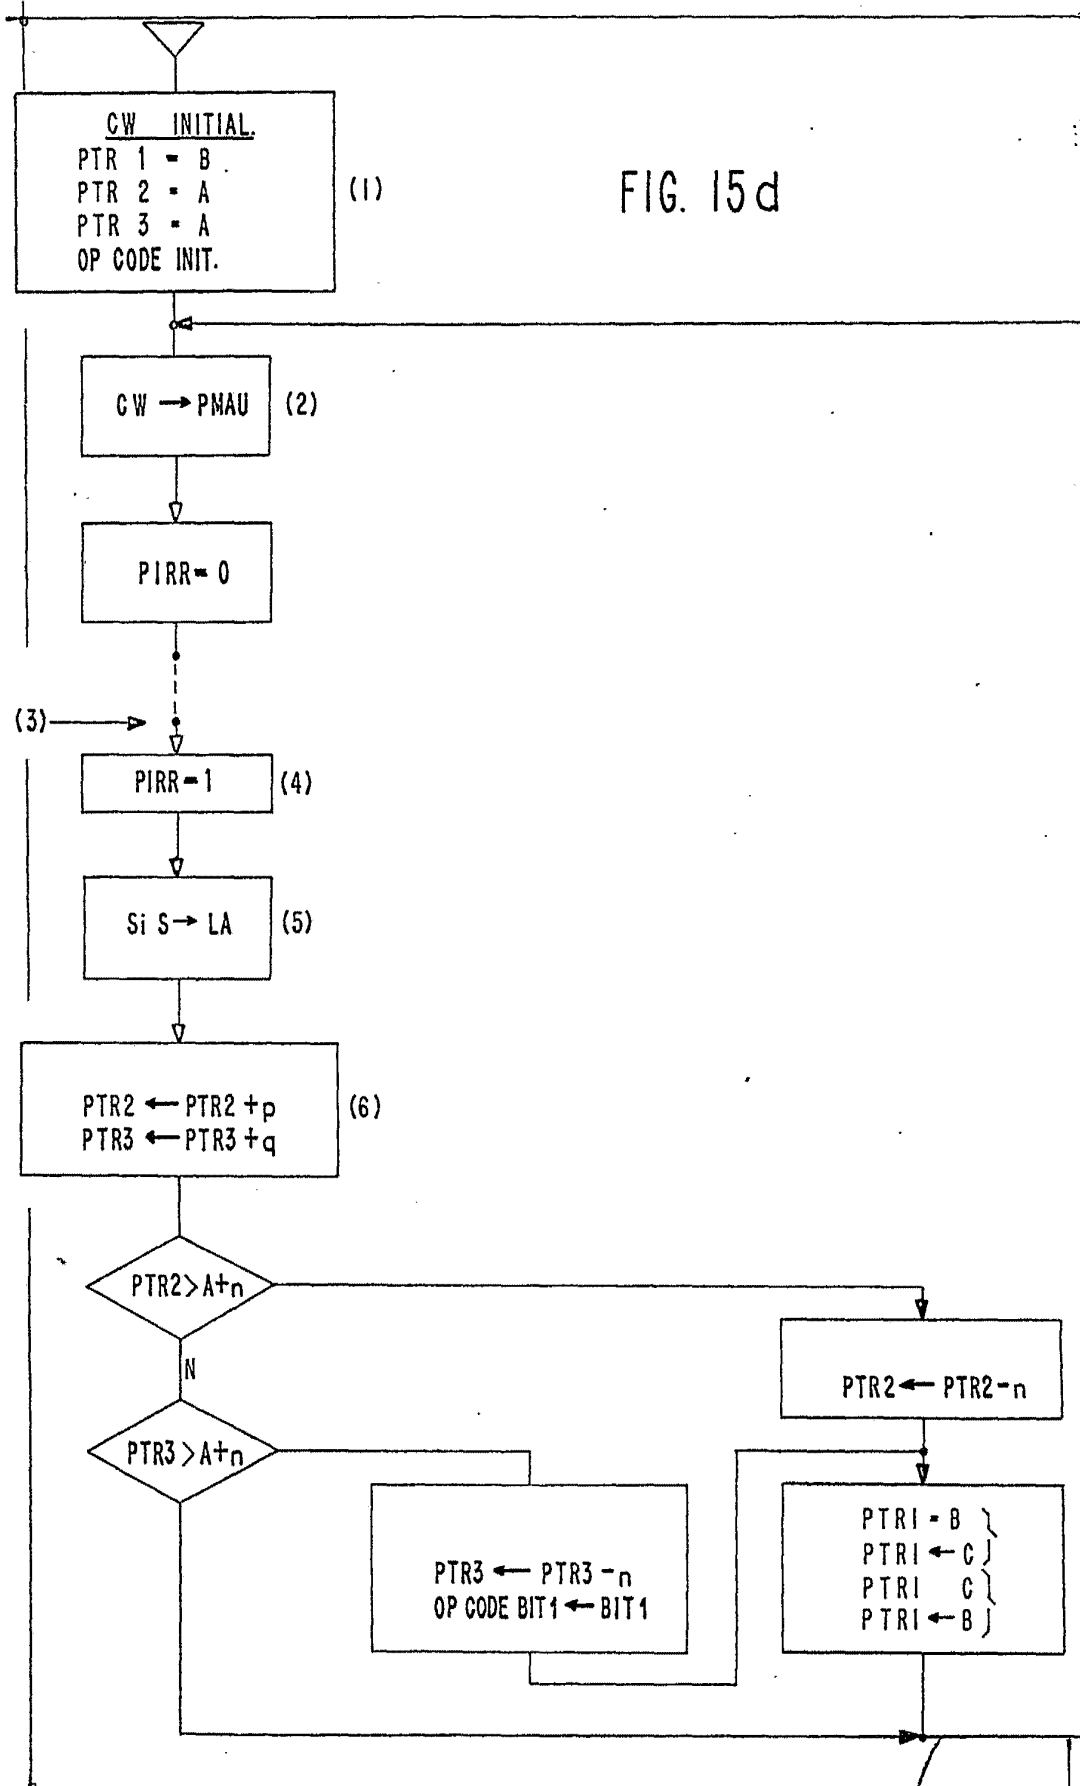 CW INITIAL.
PTR 1 = B
PTR 2 = A
PTR 3 = A
OP CODE INIT.
(1)
FIG. 15d
CW → PMAU
(2)
PIRR = 0
(3)
PIRR = 1
(4)
Si S → LA
(5)
PTR2 ← PTR2 + p
PTR3 ← PTR3 + q
(6)
PTR2 > A+n
N
PTR2 ← PTR2 - n
PTR3 > A+n
PTR3 ← PTR3 - n
OP CODE BIT1 ← BIT1
PTR1 = B }
PTR1 ← C }
PTR1 C }
PTR1 ← B }